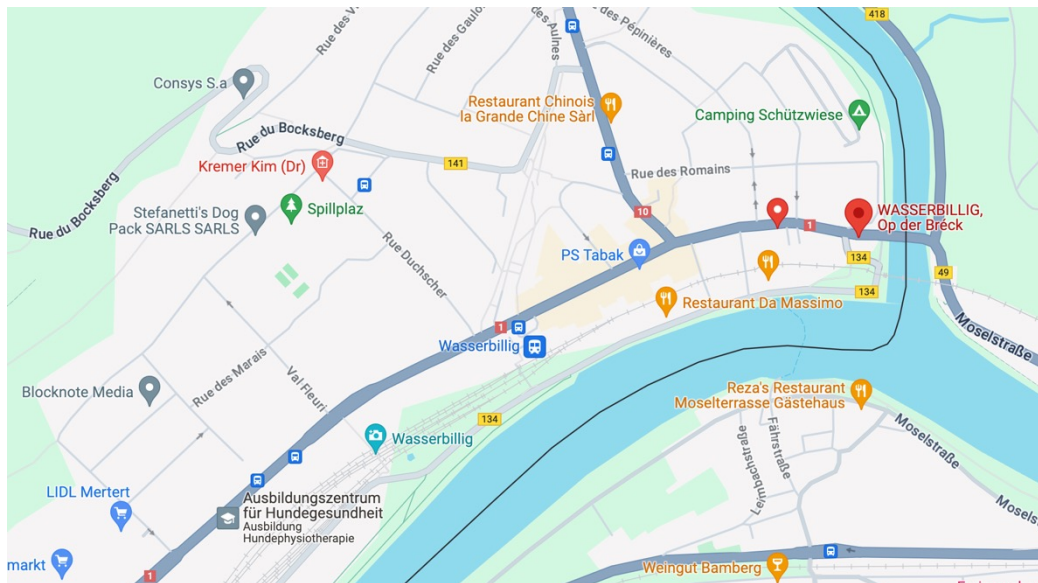 418
Rue des Aulnes
Rue des Gaulois
des Pépinières
Consys S.a
Restaurant Chinois
la Grande Chine Sàrl
Camping Schützwiese
Rue du Bocksberg
141
Kremer Kim (Dr)
Rue des Romains
Stefanetti's Dog
Pack SARLS SARLS
Spillplaz
10
WASSERBILLIG,
Op der Bréck
1
Rue du Bocksberg
PS Tabak
134
49
Rue Duchscher
134
Restaurant Da Massimo
1
Wasserbillig
Moselstraße
Rue des Marais
Val Fleuri
Blocknote Media
Reza's Restaurant
Moselterrasse Gästehaus
134
Wasserbillig
Leimbachstraße
Fährstraße
Moselstraße
LIDL Mertert
Ausbildungszentrum
für Hundegesundheit
Ausbildung
Hundephysiotherapie
markt
1
Weingut Bamberg